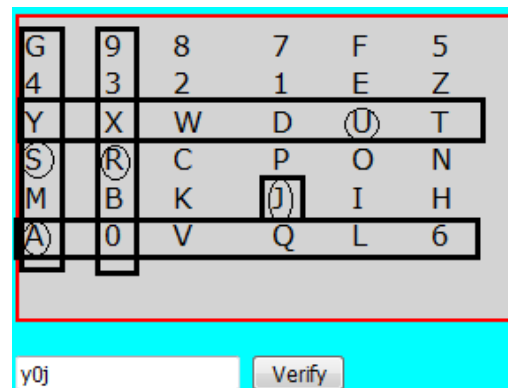 G 9 8 7 F 5
4 3 2 1 E Z
Y X W D U T
S R C P O N
M B K J I H
A 0 V Q L 6
y0j Verify